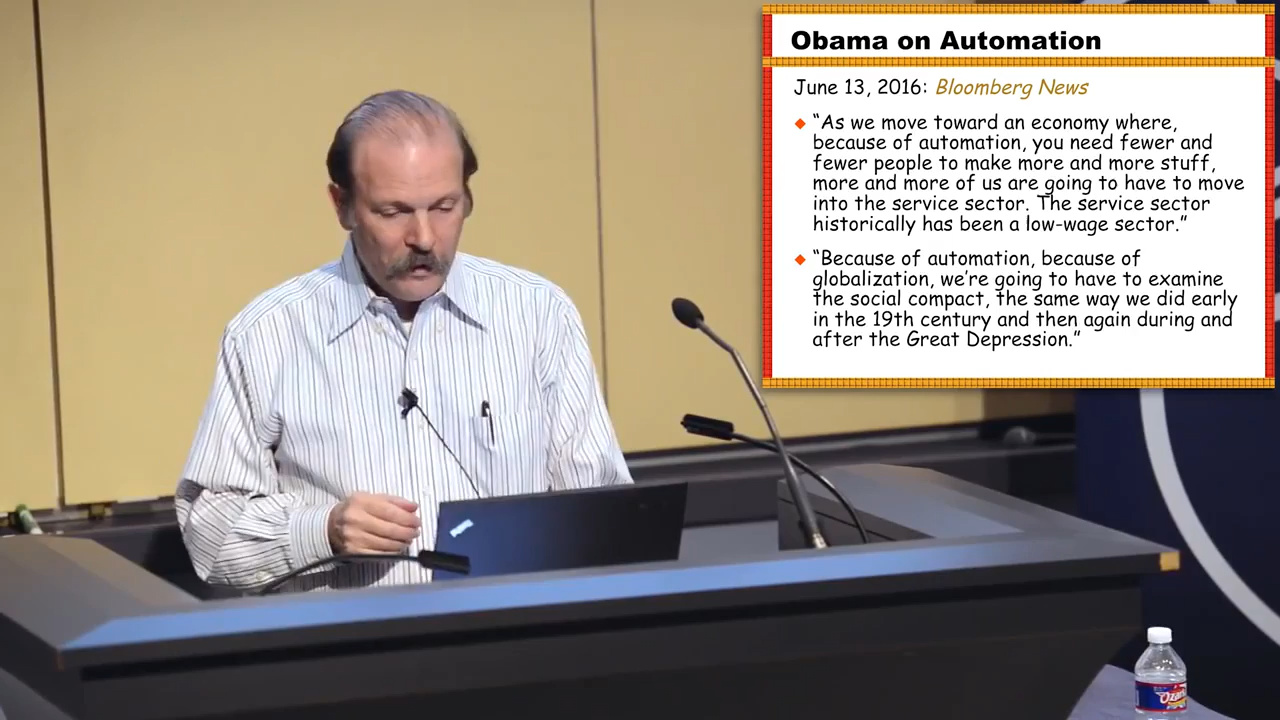 Obama on Automation
June 13, 2016: Bloomberg News
“As we move toward an economy where,
because of automation, you need fewer and
fewer people to make more and more stuff,
more and more of us are going to have to move
into the service sector. The service sector
historically has been a low-wage sector.”
“Because of automation, because of
globalization, we’re going to have to examine
the social compact, the same way we did early
in the 19th century and then again during and
after the Great Depression.”